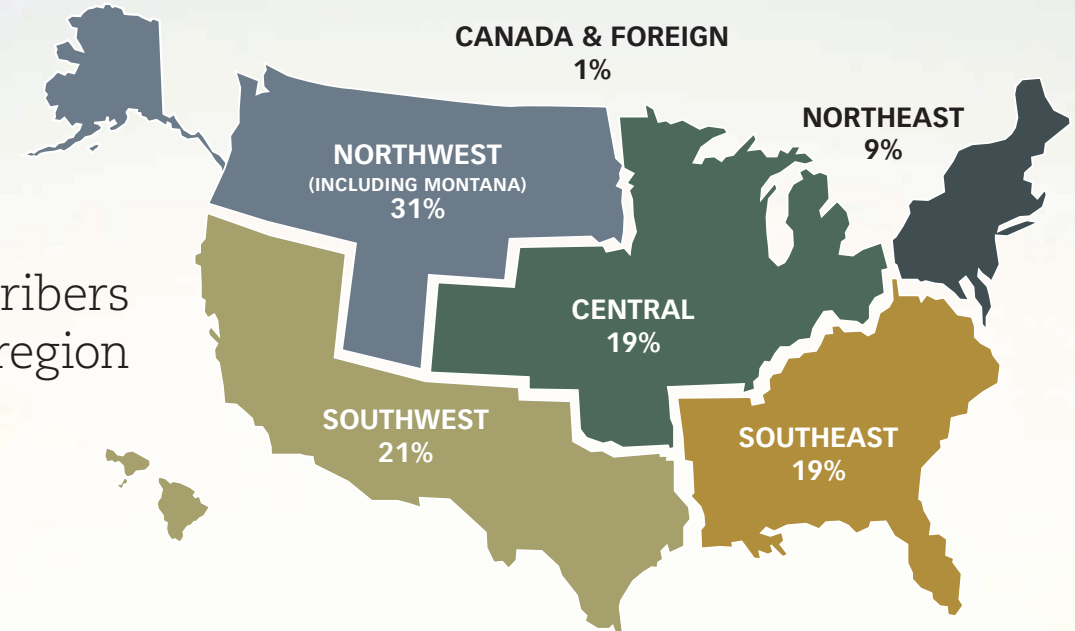 CANADA & FOREIGN
1%
NORTHEAST
9%
NORTHWEST
(INCLUDING MONTANA)
31%
ribers
region
CENTRAL
19%
SOUTHWEST
21%
SOUTHEAST
19%